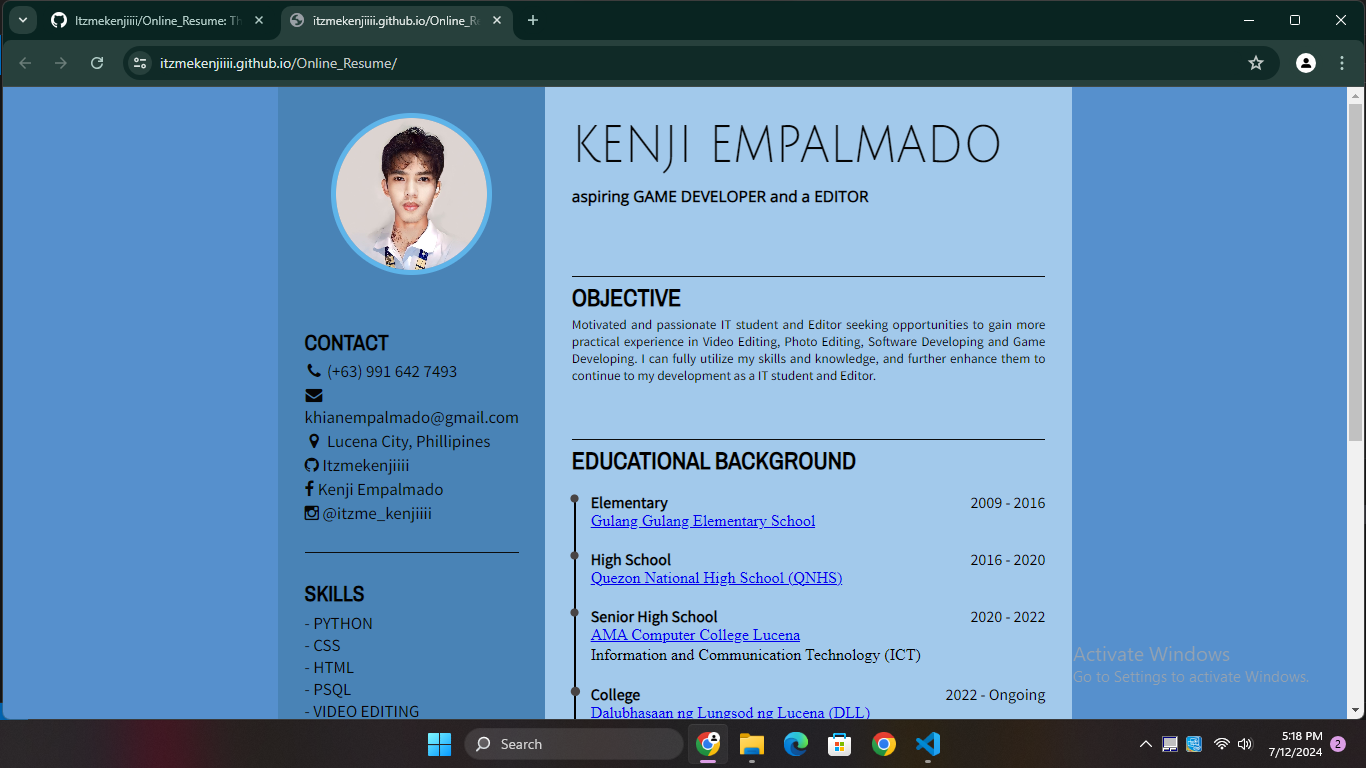 Itzmekenjiiii/Online_Resume: Th
itzmekenjiiii.github.io/Online_Re
itzmekenjiiii.github.io/Online_Resume/
KENJI EMPALMADO
aspiring GAME DEVELOPER and a EDITOR
OBJECTIVE
Motivated and passionate IT student and Editor seeking opportunities to gain more
practical experience in Video Editing, Photo Editing, Software Developing and Game
Developing. I can fully utilize my skills and knowledge, and further enhance them to
continue to my development as a IT student and Editor.
CONTACT
(+63) 991 642 7493
khianempalmado@gmail.com
Lucena City, Phillipines
Itzmekenjiiii
Kenji Empalmado
@itzme_kenjiiii
SKILLS
- PYTHON
- CSS
- HTML
- PSQL
- VIDEO EDITING
EDUCATIONAL BACKGROUND
Elementary 2009 - 2016
Gulang Gulang Elementary School
High School 2016 - 2020
Quezon National High School (QNHS)
Senior High School 2020 - 2022
AMA Computer College Lucena
Information and Communication Technology (ICT)
College 2022 - Ongoing
Dalubhasaan ng Lungsod ng Lucena (DLL)
Activate Windows
Go to Settings to activate Windows.
Search
5:18 PM
7/12/2024
2